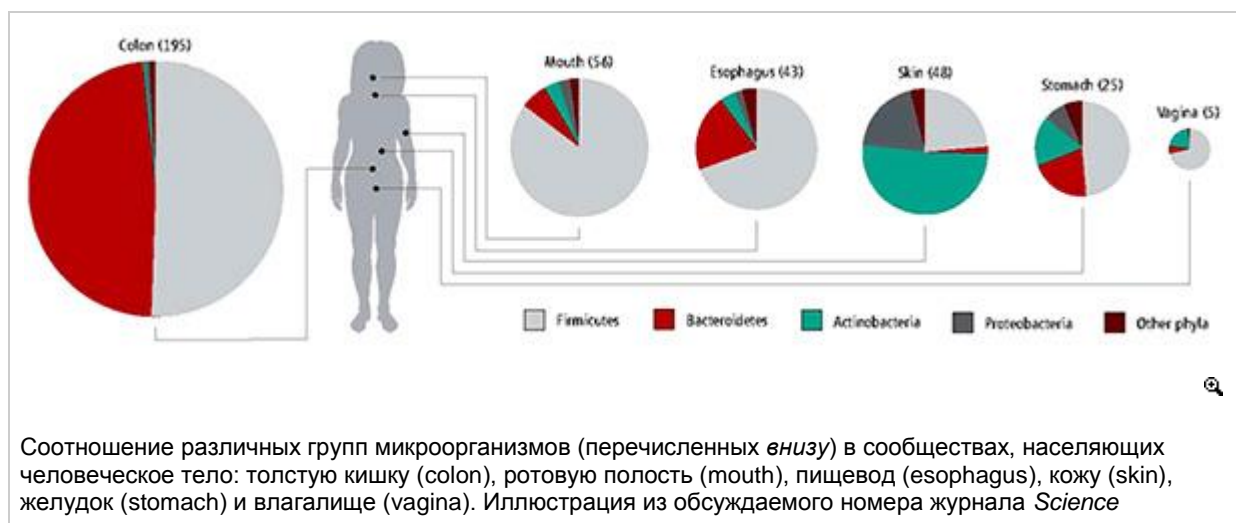 Colon (195)
Mouth (56)
Esophagus (43)
Skin (48)
Stomach (25)
Vagina (5)
Firmicutes
Bacteroidetes
Actinobacteria
Proteobacteria
Other phyla
Соотношение различных групп микроорганизмов (перечисленных внизу) в сообществах, населяющих
человеческое тело: толстую кишку (colon), ротовую полость (mouth), пищевод (esophagus), кожу (skin),
желудок (stomach) и влагалище (vagina). Иллюстрация из обсуждаемого номера журнала Science